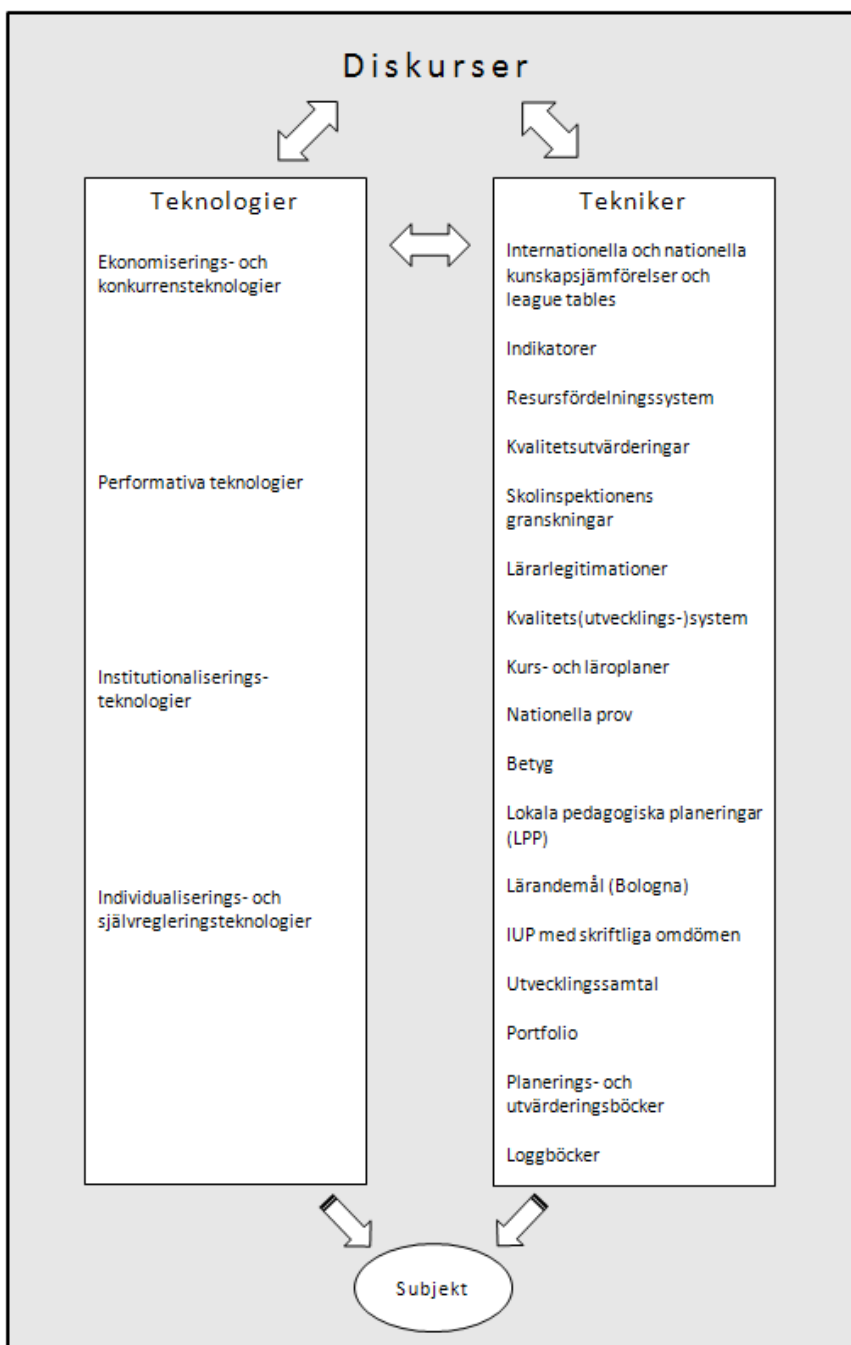 Diskurser
Teknologier
Ekonomiserings- och
konkurrensteknologier
Performativa teknologier
Institutionaliserings-
teknologier
Individualiserings- och
självregleringsteknologier
Tekniker
Internationella och nationella
kunskapsjämförelser och
league tables
Indikatorer
Resursfördelningssystem
Kvalitetsutvärderingar
Skolinspektionens
granskningar
Lärarlegitimationer
Kvalitets(utvecklings-)system
Kurs- och läroplaner
Nationella prov
Betyg
Lokala pedagogiska planeringar
(LPP)
Lärandemål (Bologna)
IUP med skriftliga omdömen
Utvecklingssamtal
Portfolio
Planerings- och
utvärderingsböcker
Loggböcker
Subjekt